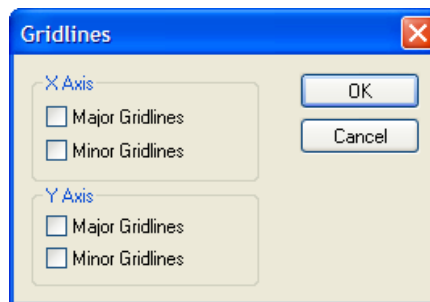 Gridlines
X Axis
Major Gridlines
Minor Gridlines
Y Axis
Major Gridlines
Minor Gridlines
OK
Cancel